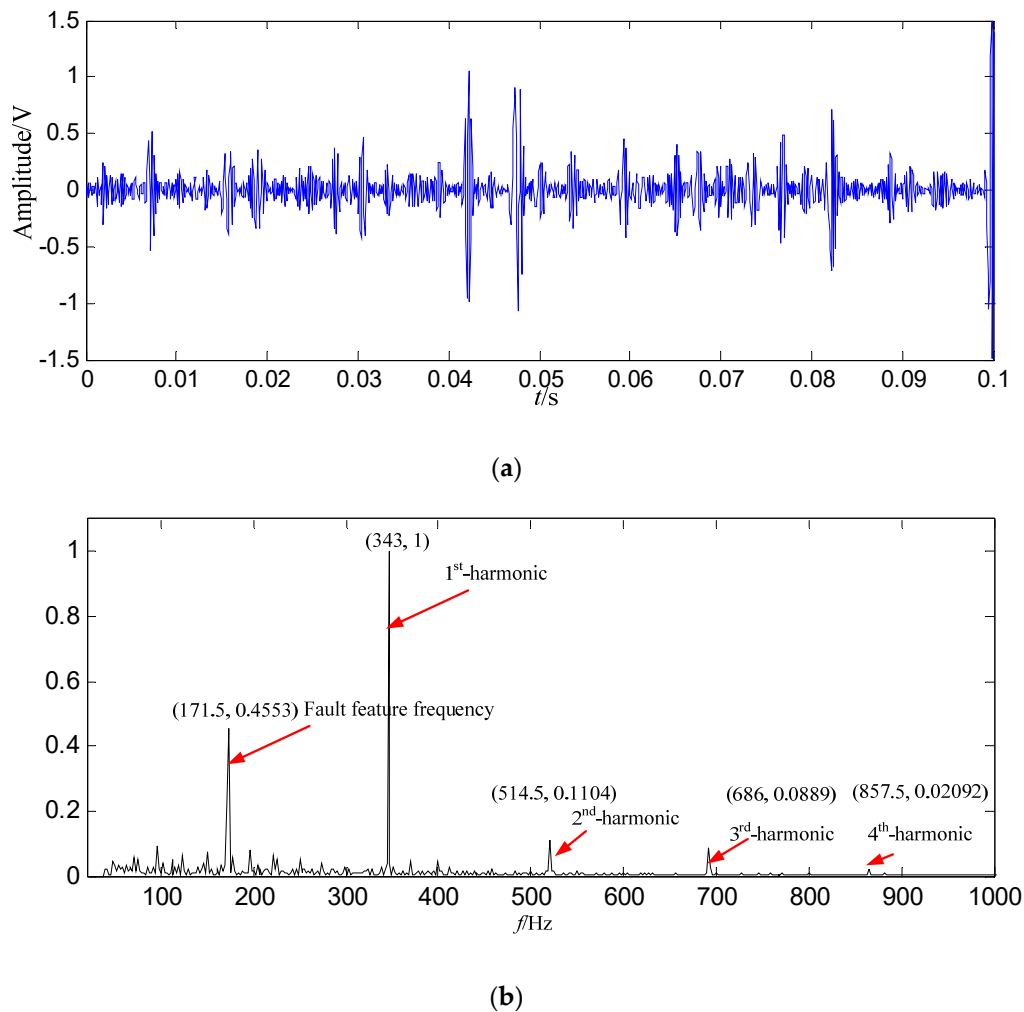 1.5
1
0.5
0
-0.5
-1
-1.5
Amplitude/V
0 0.01 0.02 0.03 0.04 0.05 0.06 0.07 0.08 0.09 0.1
t/s
(a)
(343, 1)
1st-harmonic
(171.5, 0.4553) Fault feature frequency
(514.5, 0.1104) (686, 0.0889) (857.5, 0.02092)
2nd-harmonic 3rd-harmonic 4th-harmonic
1
0.8
0.6
0.4
0.2
0
100 200 300 400 500 600 700 800 900 1000
f/Hz
(b)